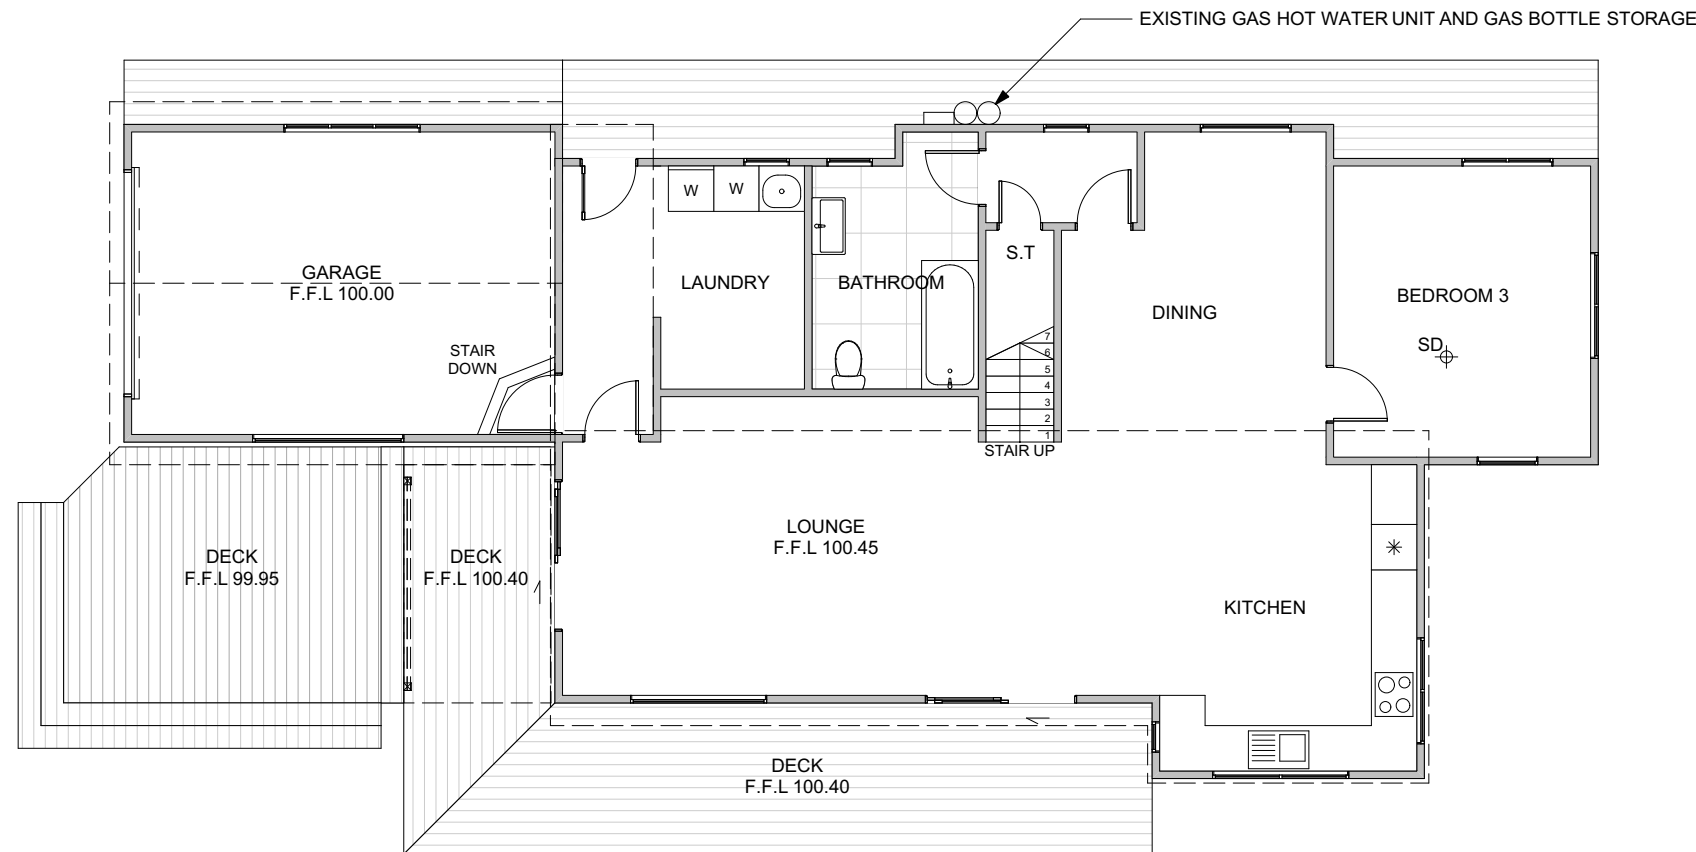 EXISTING GAS HOT WATER UNIT AND GAS BOTTLE STORAGE
W
W
S.T
GARAGE
F.F.L 100.00
LAUNDRY
BATHROOM
DINING
BEDROOM 3
SD
STAIR
DOWN
7
6
5
4
3
2
1
STAIR UP
LOUNGE
F.F.L 100.45
DECK
F.F.L 99.95
DECK
F.F.L 100.40
KITCHEN
DECK
F.F.L 100.40